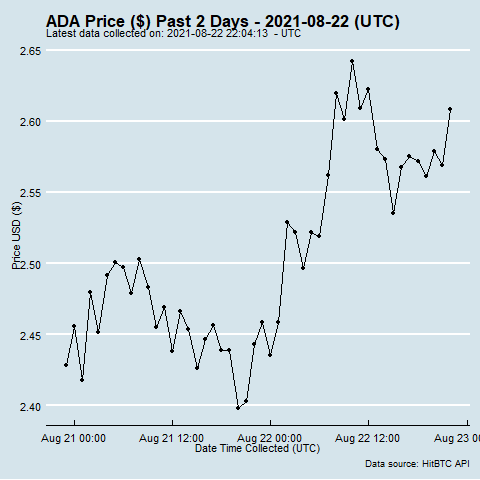 ADA Price ($) Past 2 Days - 2021-08-22 (UTC)
Latest data collected on: 2021-08-22 22:04:13 - UTC
2.65
2.60
2.55
2.50
2.45
2.40
Price USD ($)
Aug 21 00:00 Aug 21 12:00 Aug 22 00:00 Aug 22 12:00 Aug 23 0
Date Time Collected (UTC)
Data source: HitBTC API